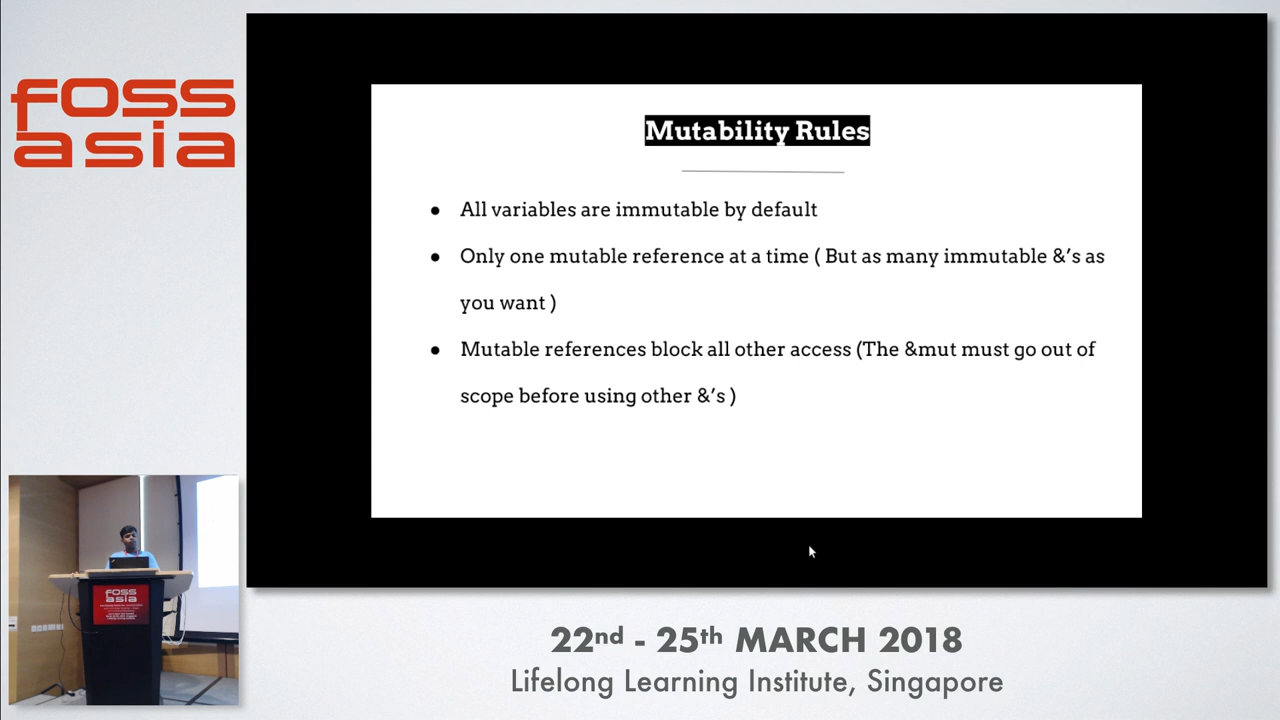 foss
asia
Mutability Rules
● All variables are immutable by default
● Only one mutable reference at a time ( But as many immutable &’s as
you want )
● Mutable references block all other access (The &mut must go out of
scope before using other &’s )
foss
asia
22nd - 25th MARCH 2018
Lifelong Learning Institute, Singapore